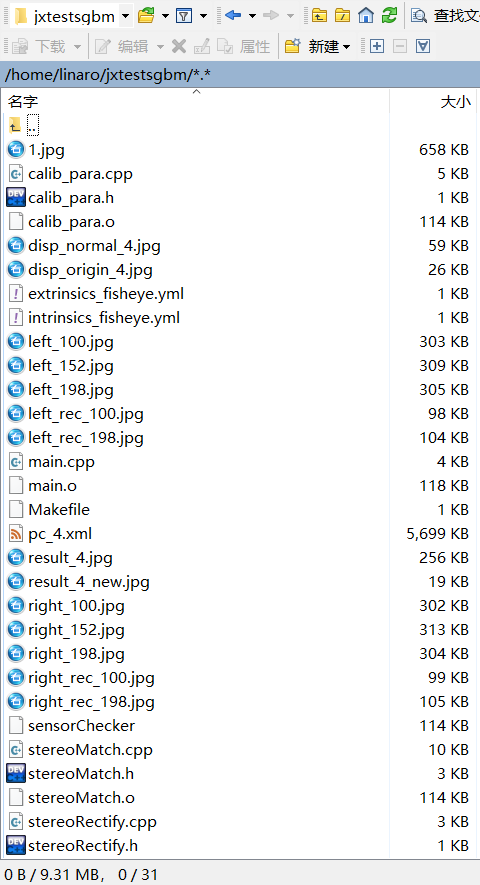 jxtestsgbm 查找文
下载 编辑 属性 新建
/home/linaro/jxtestsgbm/*.*
名字 大小
..
1.jpg 658 KB
calib_para.cpp 5 KB
calib_para.h 1 KB
calib_para.o 114 KB
disp_normal_4.jpg 59 KB
disp_origin_4.jpg 26 KB
extrinsics_fisheye.yml 1 KB
intrinsics_fisheye.yml 1 KB
left_100.jpg 303 KB
left_152.jpg 309 KB
left_198.jpg 305 KB
left_rec_100.jpg 98 KB
left_rec_198.jpg 104 KB
main.cpp 4 KB
main.o 118 KB
Makefile 1 KB
pc_4.xml 5,699 KB
result_4.jpg 256 KB
result_4_new.jpg 19 KB
right_100.jpg 302 KB
right_152.jpg 313 KB
right_198.jpg 304 KB
right_rec_100.jpg 99 KB
right_rec_198.jpg 105 KB
sensorChecker 114 KB
stereoMatch.cpp 10 KB
stereoMatch.h 3 KB
stereoMatch.o 114 KB
stereoRectify.cpp 3 KB
stereoRectify.h 1 KB
0 B / 9.31 MB， 0 / 31